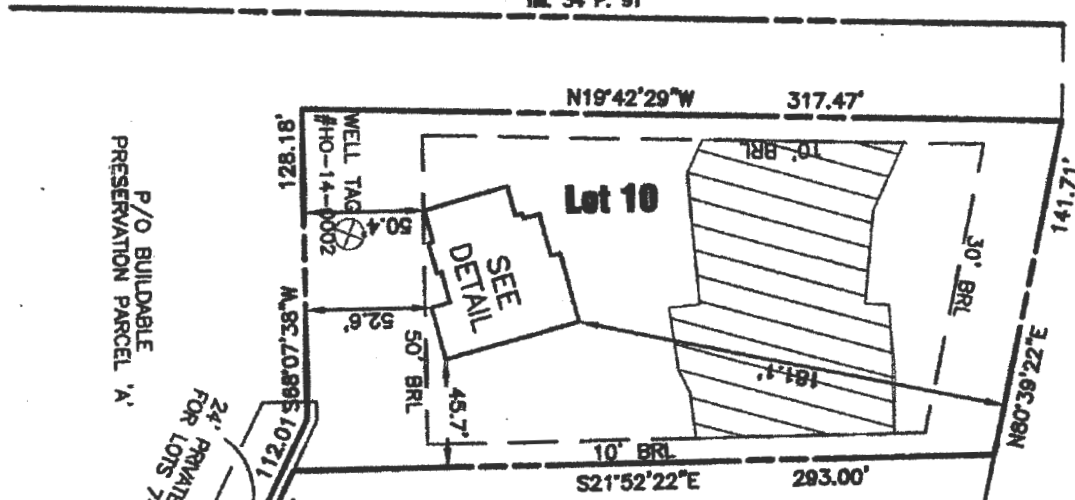 N19°42'29"W 317.47'
128.18'
WELL TAG
#HO-14-0002
10' BRL
Lot 10
141.71'
P/O BUILDABLE
PRESERVATION PARCEL 'A'
50.4'
SEE
DETAIL
30' BRL
52.6'
S68°07'38"W
50' BRL
181.1'
N80°39'22"E
45.7'
24' PRIVATE
FOR LOTS
112.01
10' BRL
S21°52'22"E 293.00'